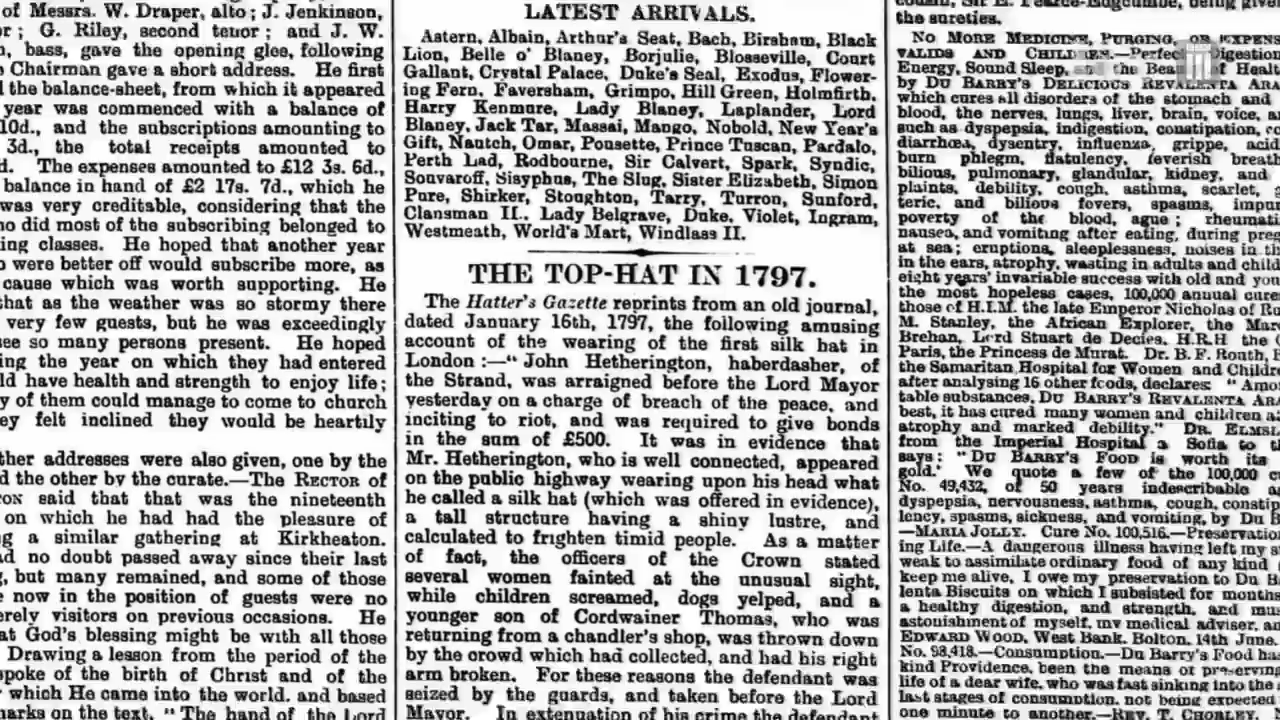 of Messrs. W. Draper, alto; J. Jenkinson,
; G. Riley, second tenor; and J. W.
, bass, gave the opening glee, following
Chairman gave a short address. He first
the balance-sheet, from which it appeared
year was commenced with a balance of
10d., and the subscriptions amounting to
3d., the total receipts amounted to
. The expenses amounted to £12 3s. 6d.,
balance in hand of £2 17s. 7d., which he
was very creditable, considering that the
did most of the subscribing belonged to
ing classes. He hoped that another year
were better off would subscribe more, as
cause which was worth supporting. He
that as the weather was so stormy there
very few guests, but he was exceedingly
see so many persons present. He hoped
ing the year on which they had entered
ld have health and strength to enjoy life;
y of them could manage to come to church
ey felt inclined they would be heartily
ther addresses were also given, one by the
d the other by the curate.—The RECTOR of
said that that was the nineteenth
on which he had had the pleasure of
g a similar gathering at Kirkheaton.
ad no doubt passed away since their last
, but many remained, and some of those
now in the position of guests were no
erely visitors on previous occasions. He
at God's blessing might be with all those
Drawing a lesson from the period of the
spoke of the birth of Christ and of the
which He came into the world, and based
marks on the text, "The hand of the Lord
LATEST ARRIVALS.
Astern, Albain, Arthur's Seat, Bach, Birsham, Black
Lion, Belle o' Blaney, Borjulie, Blosseville, Court
Gallant, Crystal Palace, Duke's Seal, Exodus, Flower-
ing Fern, Faversham, Grimpo, Hill Green, Holmfirth,
Harry Kenmare, Lady Blaney, Laplander, Lord
Blaney, Jack Tar, Massai, Mango, Nobold, New Year's
Gift, Nautch, Omar, Pousette, Prince Tuscan, Pardalo,
Perth Lad, Rodbourne, Sir Calvert, Spark, Syndic,
Souvaroff, Sisyphus, The Slug, Sister Elizabeth, Simon
Pure, Shirker, Stoughton, Tarry, Turron, Sunford,
Clansman II., Lady Belgrave, Duke, Violet, Ingram,
Westmeath, World's Mart, Windlass II.
THE TOP-HAT IN 1797.
The Hatter's Gazette reprints from an old journal,
dated January 16th, 1797, the following amusing
account of the wearing of the first silk hat in
London:—"John Hetherington, haberdasher, of
the Strand, was arraigned before the Lord Mayor
yesterday on a charge of breach of the peace, and
inciting to riot, and was required to give bonds
in the sum of £500. It was in evidence that
Mr. Hetherington, who is well connected, appeared
on the public highway wearing upon his head what
he called a silk hat (which was offered in evidence),
a tall structure having a shiny lustre, and
calculated to frighten timid people. As a matter
of fact, the officers of the Crown stated
several women fainted at the unusual sight,
while children screamed, dogs yelped, and a
younger son of Cordwainer Thomas, who was
returning from a chandler's shop, was thrown down
by the crowd which had collected, and had his right
arm broken. For these reasons the defendant was
seized by the guards, and taken before the Lord
Mayor. In extenuation of his crime the defendant
the sureties.
NO MORE MEDICINE, PURGING, OR EXPENS
VALIDS AND CHILDREN.—Perfect Digestion
Energy, Sound Sleep, and the Health
by DU BARRY'S DELICIOUS REVALENTA ARA
which cures all disorders of the stomach and
blood, the nerves, lungs, liver, brain, voice,
such as dyspepsia, indigestion, constipation,
diarrhœa, dysentry, influenza, grippe, acid
burn phlegm, flatulency, feverish breath
bilious, pulmonary, glandular, kidney, and
plaints, debility, cough, asthma, scarlet,
teric, and bilious fevers, spasms, impur
poverty of the blood, ague; rheumati
nausea, and vomiting after eating, during preg
at sea; eruptions, sleeplessness, noises in th
in the ears, atrophy, wasting in adults and child
eight years' invariable success with old and you
the most hopeless cases, 100,000 annual cure
those of H.I.M. the late Emperor Nicholas of Ru
M. Stanley, the African Explorer, the Mar
Brehan, Lord Stuart de Decies, H.R.H the
Paris, the Princess de Murat. Dr. B. F. Routh,
the Samaritan Hospital for Women and Childre
after analysing 16 other foods, declares: "Amo
table substances, DU BARRY'S REVALENTA ARA
best, it has cured many women and children
atrophy and marked debility." DR. ELMSL
from the Imperial Hospital a Sofia to
says: "DU BARRY'S FOOD is worth its
gold.' We quote a few of the 100,000
No. 49,432, of 50 years indescribable
dyspepsia, nervousness, asthma, cough, constip
lency, spasms, sickness, and vomiting, by Du B
—MARIA JOLLY. Cure No. 100,516.—Preservation
ing Life.—A dangerous illness having left my s
weak to assimilate ordinary food of any kind
keep me alive, I owe my preservation to Du Ba
lenta Biscuits on which I subsisted for months
a healthy digestion, and strength, and mus
astonishment of myself, my medical adviser,
EDWARD WOOD, West Bank, Bolton, 14th June.
No. 98,418.—Consumption.—Du Barry's Food has
kind Providence, been the means of preserving
life of a dear wife, who was fast sinking into the
last stages of consumption, not being expected
one minute to another.—Rev. T. C